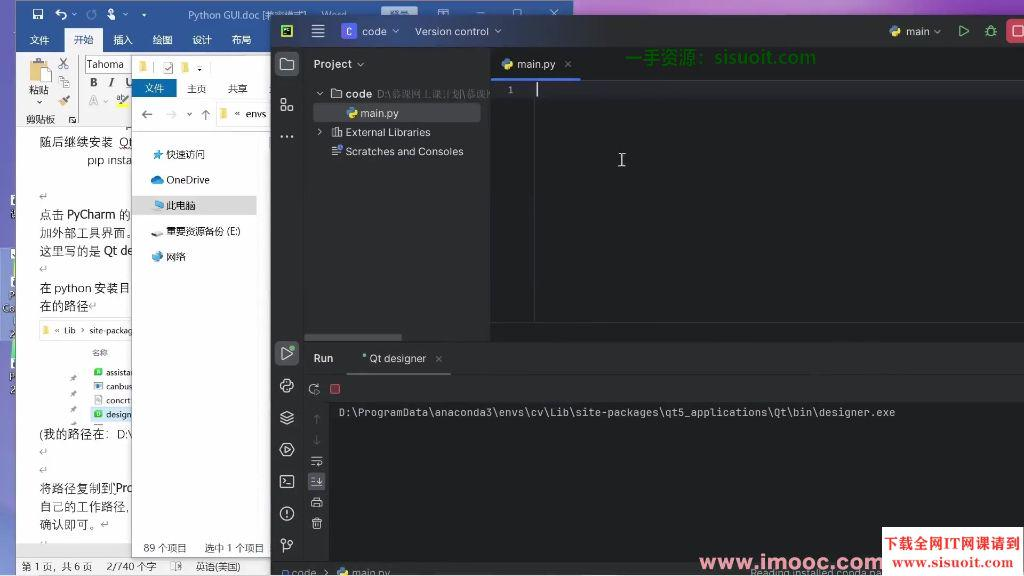 Python GUI.doc
Word
文件 开始 插入 绘图 设计 布局
Tahoma
粘贴
剪贴板
随后继续安装
pip insta
点击 PyCharm 的
加外部工具界面。
这里写的是 Qt de
在 python 安装目
在的路径
« Lib › site-packag
名称
assistan
canbus
concrt
design
(我的路径在：D:\
将路径复制到“Pro
自己的工作路径，
确认即可。
第 1 页，共 6 页 2/740 个字 英语(美国)
文件 主页 共享
« envs
快速访问
OneDrive
此电脑
重要资源备份 (E:)
网络
89 个项目 选中 1 个项目
C code Version control main
Project
code
main.py
External Libraries
Scratches and Consoles
main.py
1
一手资源：sisuoit.com
Run Qt designer
D:\ProgramData\anaconda3\envs\cv\Lib\site-packages\qt5_applications\Qt\bin\designer.exe
code › main.py
www.imooc.com
下载全网IT网课请到
www.sisuoit.com